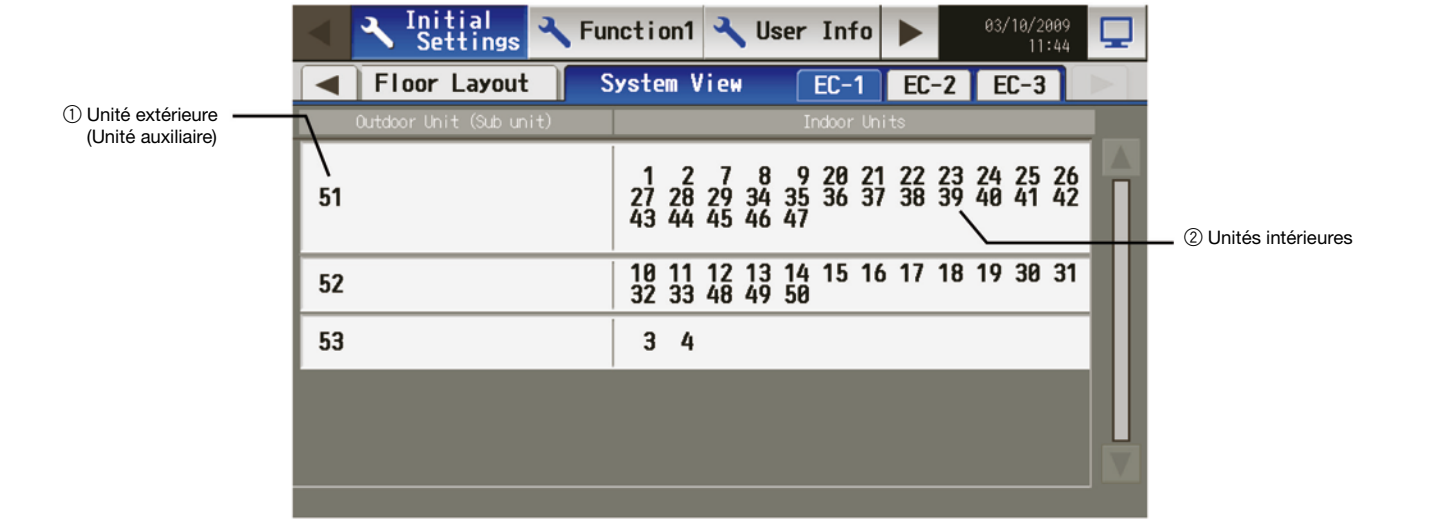 Initial Settings Function1 User Info 03/10/2009 11:44
Floor Layout System View EC-1 EC-2 EC-3
① Unité extérieure
(Unité auxiliaire)
Outdoor Unit (Sub unit) Indoor Units
51
1 2 7 8 9 20 21 22 23 24 25 26
27 28 29 34 35 36 37 38 39 40 41 42
43 44 45 46 47
② Unités intérieures
52
10 11 12 13 14 15 16 17 18 19 30 31
32 33 48 49 50
53 3 4